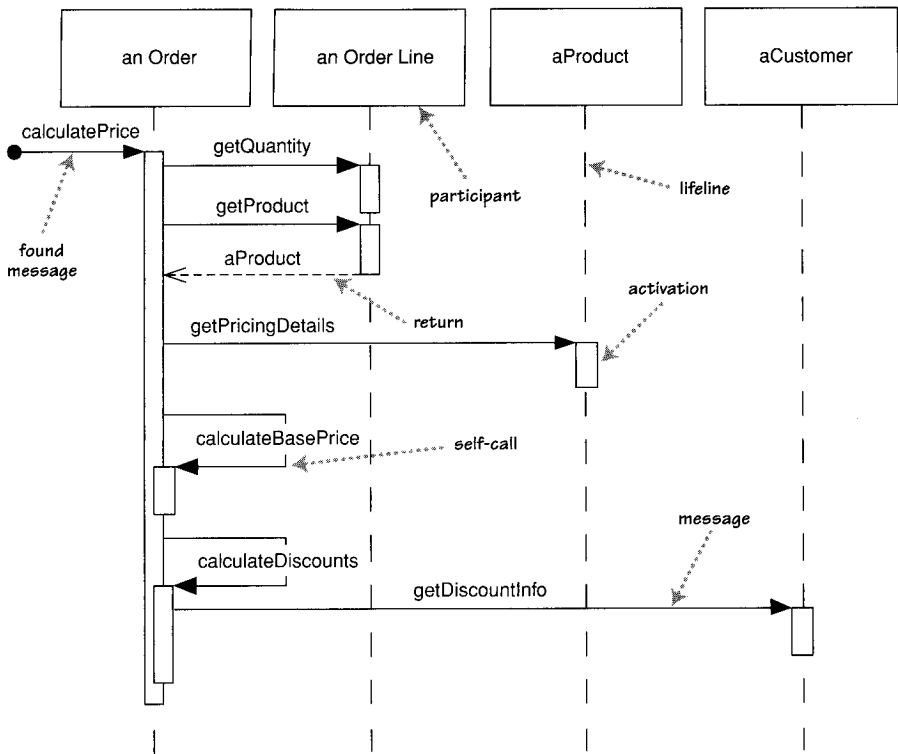 an Order
an Order Line
aProduct
aCustomer
calculatePrice
getQuantity
participant
lifeline
getProduct
found
message
aProduct
return
activation
getPricingDetails
calculateBasePrice
self-call
message
calculateDiscounts
getDiscountInfo